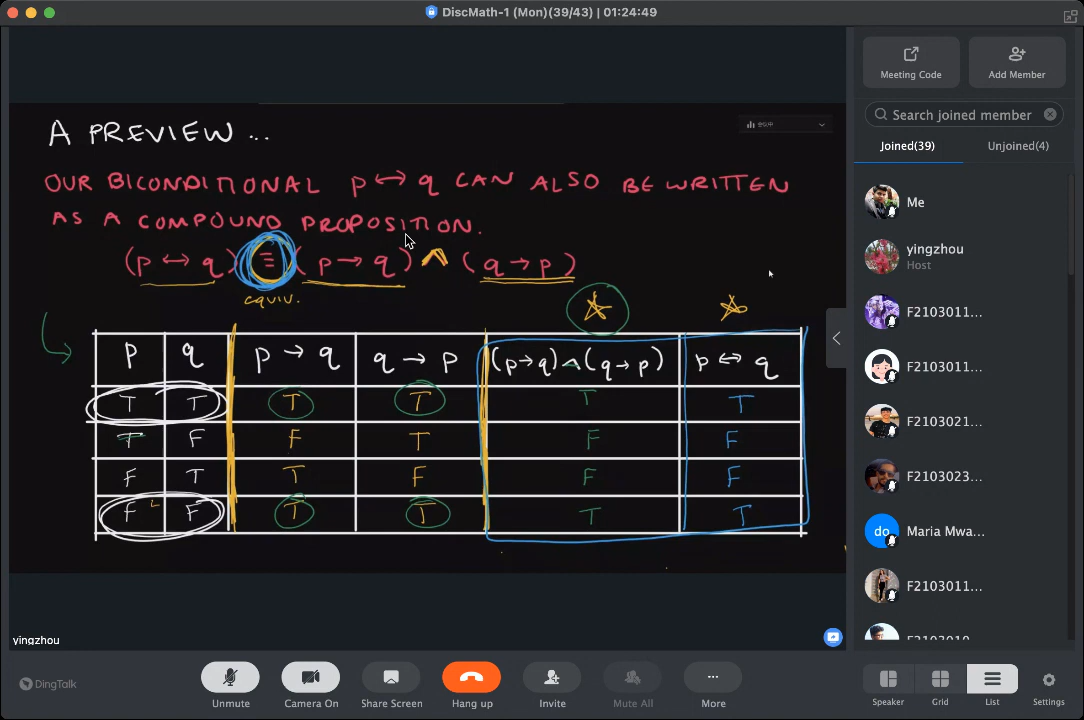 DiscMath-1 (Mon)(39/43) | 01:24:49
A PREVIEW ...
OUR BICONDITIONAL p ↔ q CAN ALSO BE WRITTEN
AS A COMPOUND PROPOSITION.
(p ↔ q) ≡ (p → q) ∧ (q → p)
equiv.
p q p → q q → p (p→q)∧(q→p) p ↔ q
T T T T T T
T F F T F F
F T T F F F
F F T T T T
yingzhou
Meeting Code
Add Member
Search joined member
Joined(39) Unjoined(4)
Me
yingzhou
Host
F2103011...
F2103011...
F2103021...
F2103023...
do Maria Mwa...
F2103011...
F2103010...
DingTalk
Unmute Camera On Share Screen Hang up Invite Mute All More
Speaker Grid List Settings